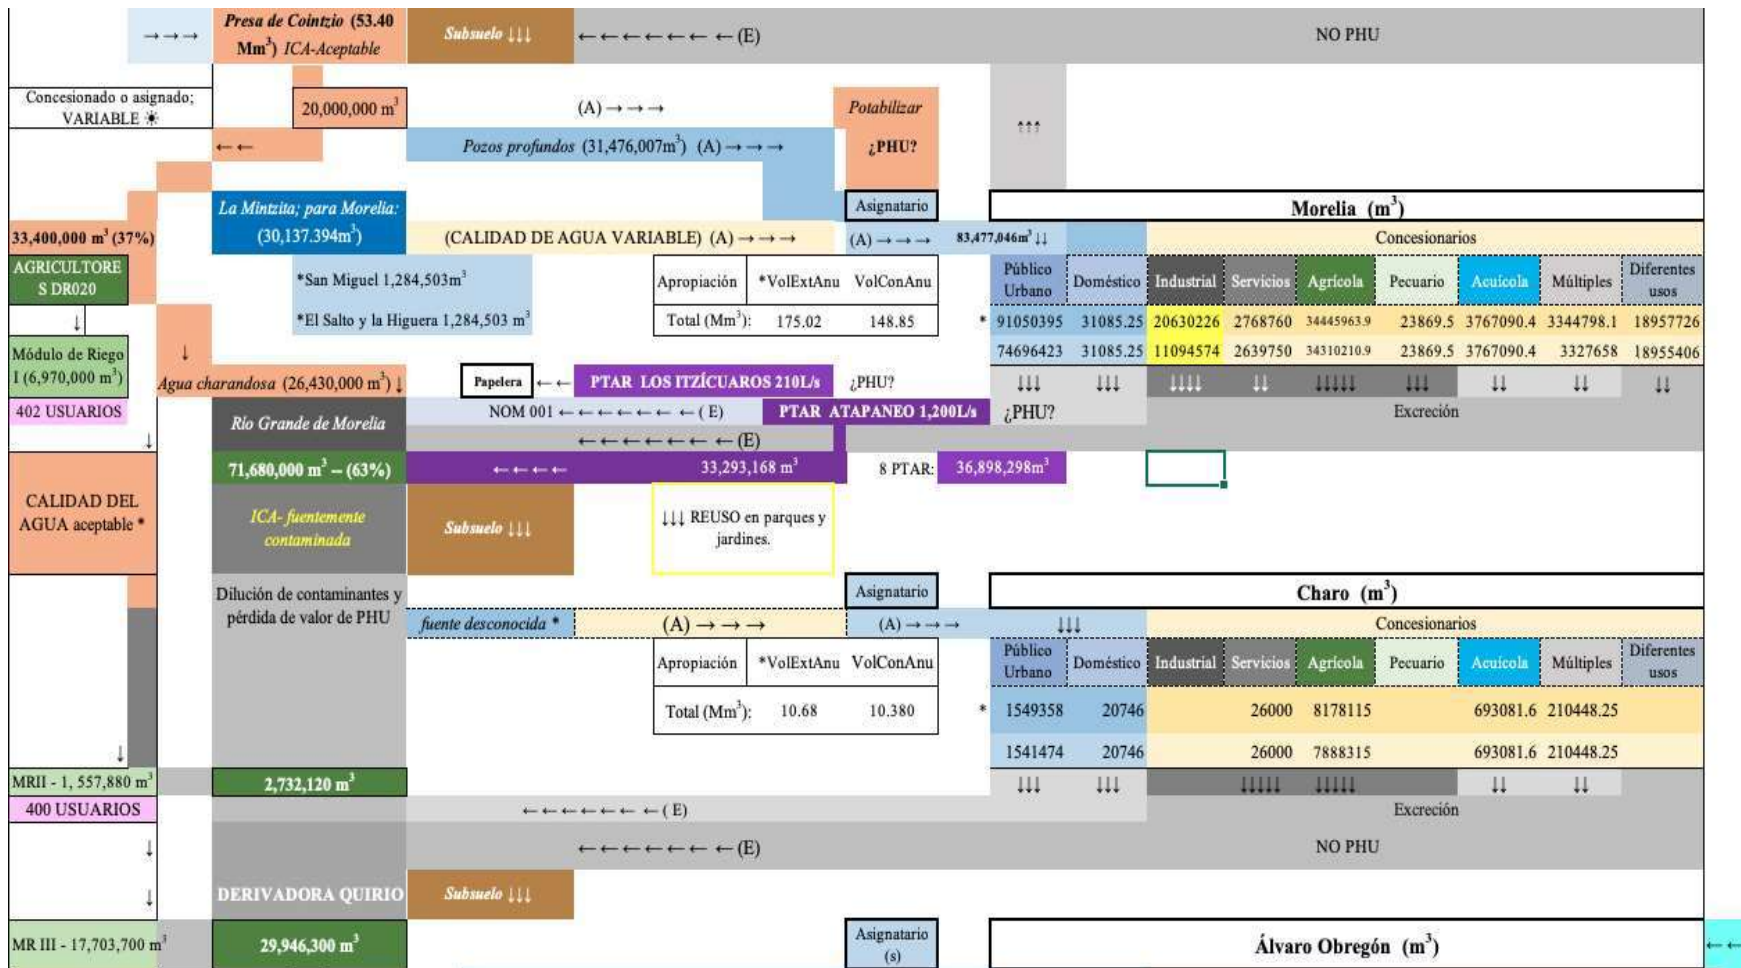 →→→ Presa de Cointzio (53.40 Mm³) ICA-Aceptable Subsuelo ↓↓↓ ←←←←←← ←(E) NO PHU
Concesionado o asignado; VARIABLE ☀ 20,000,000 m³ (A) → → → Potabilizar
←← Pozos profundos (31,476,007m³) (A) → → → ¿PHU? ↑↑↑
La Mintzita; para Morelia: (30,137.394m³) Asignatario Morelia (m³)
33,400,000 m³ (37%) (CALIDAD DE AGUA VARIABLE) (A) → → → (A) → → → 83,477,046m³ ↓↓ Concesionarios
AGRICULTORES DR020 *San Miguel 1,284,503m³ Apropiación *VolExtAnu VolConAnu Público Urbano Doméstico Industrial Servicios Agrícola Pecuario Acuícola Múltiples Diferentes usos
↓ *El Salto y la Higuera 1,284,503 m³ Total (Mm³): 175.02 148.85 * 91050395 31085.25 20630226 2768760 34445963.9 23869.5 3767090.4 3344798.1 18957726
74696423 31085.25 11094574 2639750 34310210.9 23869.5 3767090.4 3327658 18955406
Módulo de Riego I (6,970,000 m³) ↓ Agua charandosa (26,430,000 m³) ↓ Papelera ← ← PTAR LOS ITZÍCUAROS 210L/s ¿PHU? ↓↓↓ ↓↓↓ ↓↓↓↓ ↓↓ ↓↓↓↓↓ ↓↓↓ ↓↓ ↓↓ ↓↓
402 USUARIOS Río Grande de Morelia NOM 001 ← ← ← ← ← ← ← ( E) PTAR ATAPANEO 1,200L/s ¿PHU? Excreción
↓ ←←←←←← ←(E)
71,680,000 m³ – (63%) ←←←← 33,293,168 m³ 8 PTAR: 36,898,298m³
CALIDAD DEL AGUA aceptable * ICA- fuentemente contaminada Subsuelo ↓↓↓ ↓↓↓ REUSO en parques y jardines.
Dilución de contaminantes y pérdida de valor de PHU Asignatario Charo (m³)
fuente desconocida * (A) → → → (A) → → → ↓↓↓ Concesionarios
Apropiación *VolExtAnu VolConAnu Público Urbano Doméstico Industrial Servicios Agrícola Pecuario Acuícola Múltiples Diferentes usos
Total (Mm³): 10.68 10.380 * 1549358 20746 26000 8178115 693081.6 210448.25
↓ 1541474 20746 26000 7888315 693081.6 210448.25
MRII - 1, 557,880 m³ 2,732,120 m³ ↓↓↓ ↓↓↓ ↓↓↓↓↓ ↓↓↓↓↓ ↓↓ ↓↓
400 USUARIOS ←←←←←← ←( E) Excreción
↓ ←←←←←← ←(E) NO PHU
↓ DERIVADORA QUIRIO Subsuelo ↓↓↓
MR III - 17,703,700 m³ 29,946,300 m³ Asignatario (s) Álvaro Obregón (m³) ←←